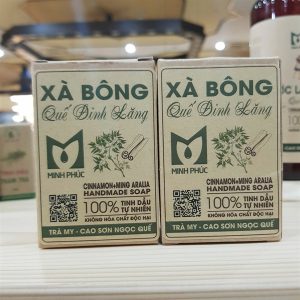 XÀ BÔNG
Quế Đinh Lăng
MINH PHÚC
CINNAMON+MING ARALIA
HANDMADE SOAP
100% TINH DẦU
TỰ NHIÊN
KHÔNG HÓA CHẤT ĐỘC HẠI
TRÀ MY - CAO SƠN NGỌC QUẾ
XÀ BÔNG
Quế Đinh Lăng
MINH PHÚC
CINNAMON+MING ARALIA
HANDMADE SOAP
100% TINH DẦU
TỰ NHIÊN
KHÔNG HÓA CHẤT ĐỘC HẠI
TRÀ MY - CAO SƠN NGỌC QUẾ